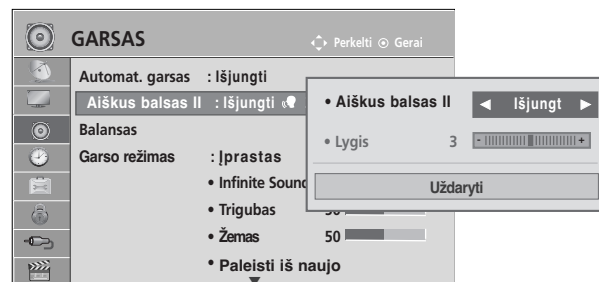 GARSAS
Perkelti Gerai
Automat. garsas : Išjungti
Aiškus balsas II : Išjungti
Balansas
Garso režimas : Įprastas
• Infinite Sound
• Trigubas 50
• Žemas 50
• Paleisti iš naujo
• Aiškus balsas II ◀ Išjungt ▶
• Lygis 3 - +
Uždaryti